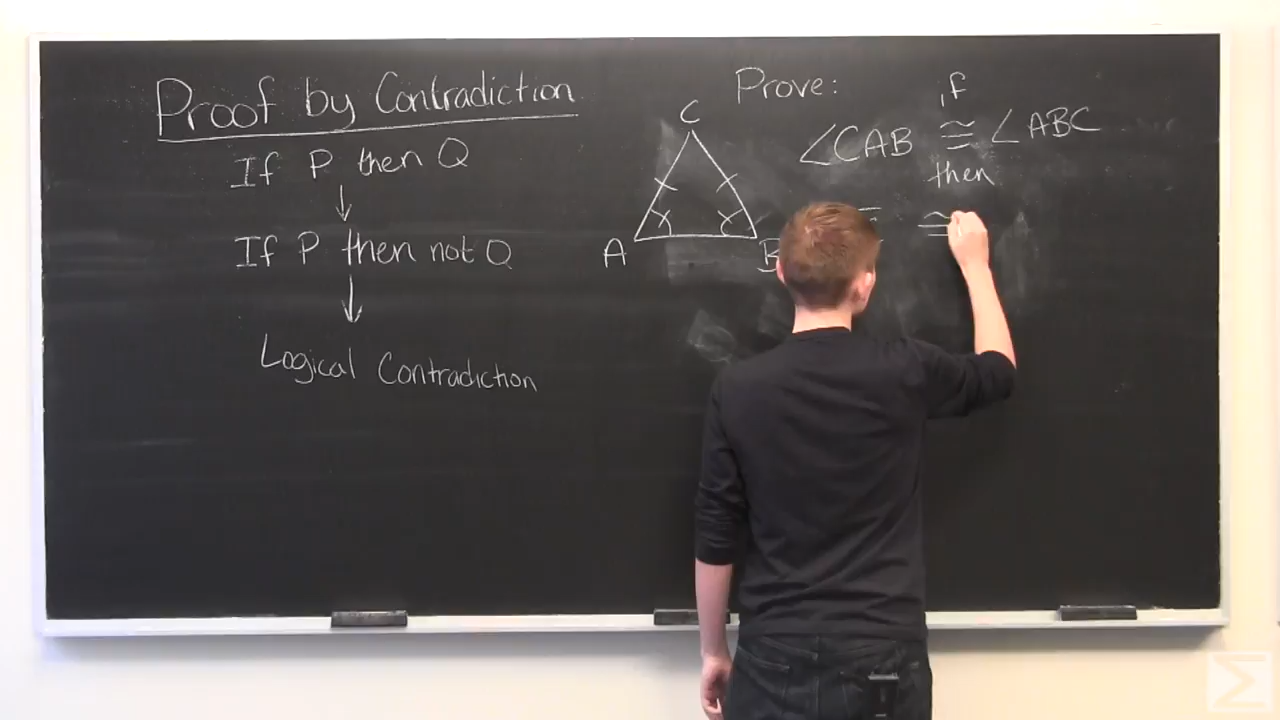 Proof by Contradiction
If P then Q
↓
If P then not Q
↓
Logical Contradiction
C
A
B
Prove:
if
∠CAB ≅ ∠ABC
then
≅
Σ